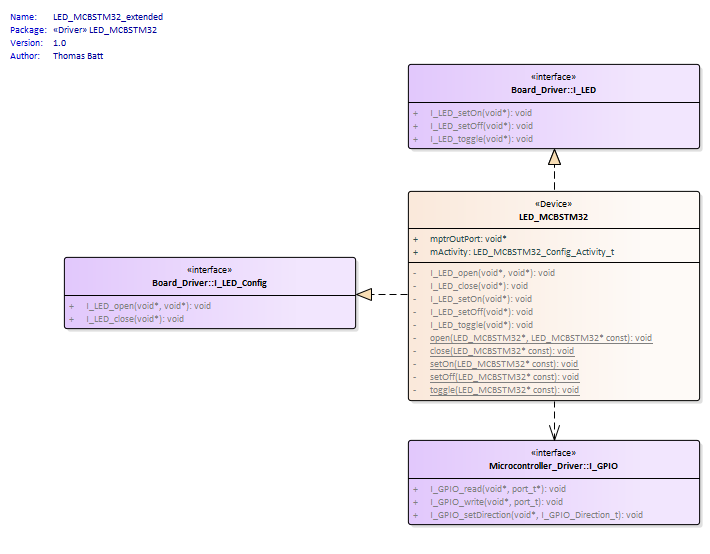 Name: LED_MCBSTM32_extended
Package: «Driver» LED_MCBSTM32
Version: 1.0
Author: Thomas Batt
«interface»
Board_Driver::I_LED
+ I_LED_setOn(void*): void
+ I_LED_setOff(void*): void
+ I_LED_toggle(void*): void
«Device»
LED_MCBSTM32
+ mptrOutPort: void*
+ mActivity: LED_MCBSTM32_Config_Activity_t
- I_LED_open(void*, void*): void
- I_LED_close(void*): void
- I_LED_setOn(void*): void
- I_LED_setOff(void*): void
- I_LED_toggle(void*): void
- open(LED_MCBSTM32*, LED_MCBSTM32* const): void
- close(LED_MCBSTM32* const): void
- setOn(LED_MCBSTM32* const): void
- setOff(LED_MCBSTM32* const): void
- toggle(LED_MCBSTM32* const): void
«interface»
Board_Driver::I_LED_Config
+ I_LED_open(void*, void*): void
+ I_LED_close(void*): void
«interface»
Microcontroller_Driver::I_GPIO
+ I_GPIO_read(void*, port_t*): void
+ I_GPIO_write(void*, port_t): void
+ I_GPIO_setDirection(void*, I_GPIO_Direction_t): void